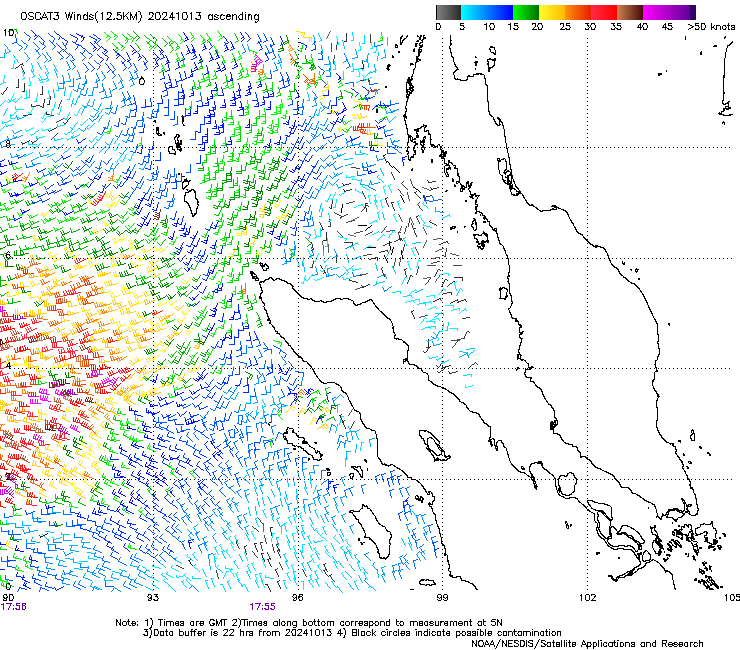 OSCAT3 Winds(12.5KM) 20241013 ascending
0 5 10 15 20 25 30 35 40 45 >50 knots
10
8
6
4
2
0
90 93 96 99 102 105
17:56 17:55
Note: 1) Times are GMT 2)Times along bottom correspond to measurement at 5N
3)Data buffer is 22 hrs from 20241013 4) Black circles indicate possible contamination
NOAA/NESDIS/Satellite Applications and Research